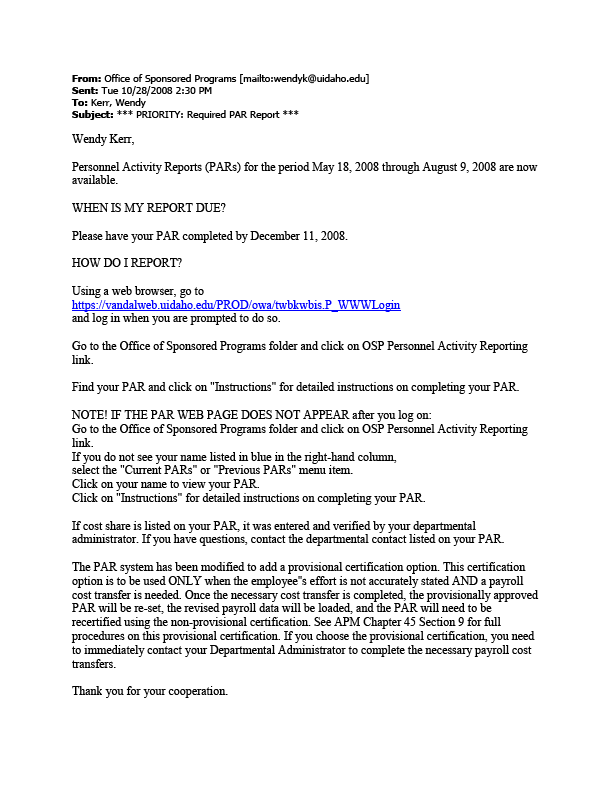 From: Office of Sponsored Programs [mailto:wendyk@uidaho.edu]
Sent: Tue 10/28/2008 2:30 PM
To: Kerr, Wendy
Subject: *** PRIORITY: Required PAR Report ***
Wendy Kerr,
Personnel Activity Reports (PARs) for the period May 18, 2008 through August 9, 2008 are now
available.
WHEN IS MY REPORT DUE?
Please have your PAR completed by December 11, 2008.
HOW DO I REPORT?
Using a web browser, go to
https://vandalweb.uidaho.edu/PROD/owa/twbkwbis.P_WWWLogin
and log in when you are prompted to do so.
Go to the Office of Sponsored Programs folder and click on OSP Personnel Activity Reporting
link.
Find your PAR and click on "Instructions" for detailed instructions on completing your PAR.
NOTE! IF THE PAR WEB PAGE DOES NOT APPEAR after you log on:
Go to the Office of Sponsored Programs folder and click on OSP Personnel Activity Reporting
link.
If you do not see your name listed in blue in the right-hand column,
select the "Current PARs" or "Previous PARs" menu item.
Click on your name to view your PAR.
Click on "Instructions" for detailed instructions on completing your PAR.
If cost share is listed on your PAR, it was entered and verified by your departmental
administrator. If you have questions, contact the departmental contact listed on your PAR.
The PAR system has been modified to add a provisional certification option. This certification
option is to be used ONLY when the employee"s effort is not accurately stated AND a payroll
cost transfer is needed. Once the necessary cost transfer is completed, the provisionally approved
PAR will be re-set, the revised payroll data will be loaded, and the PAR will need to be
recertified using the non-provisional certification. See APM Chapter 45 Section 9 for full
procedures on this provisional certification. If you choose the provisional certification, you need
to immediately contact your Departmental Administrator to complete the necessary payroll cost
transfers.
Thank you for your cooperation.